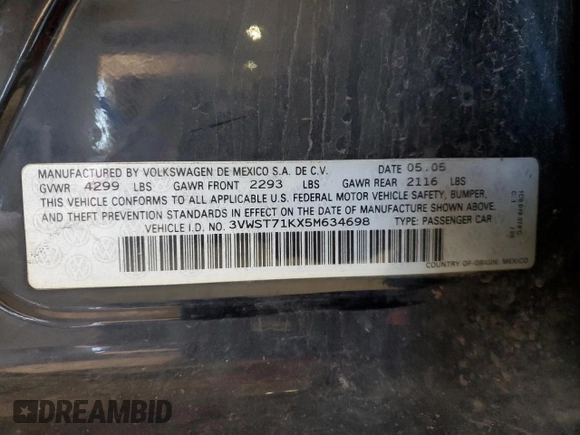 MANUFACTURED BY VOLKSWAGEN DE MEXICO S.A. DE C.V. DATE 05.05
GVWR 4299 LBS GAWR FRONT 2293 LBS GAWR REAR 2116 LBS
THIS VEHICLE CONFORMS TO ALL APPLICABLE U.S. FEDERAL MOTOR VEHICLE SAFETY, BUMPER,
AND THEFT PREVENTION STANDARDS IN EFFECT ON THE DATE OF MANUFACTURE SHOWN ABOVE.
VEHICLE I.D. NO. 3VWST71KX5M634698 TYPE: PASSENGER CAR
COUNTRY OF-ORIGIN: MEXICO
DREAMBID